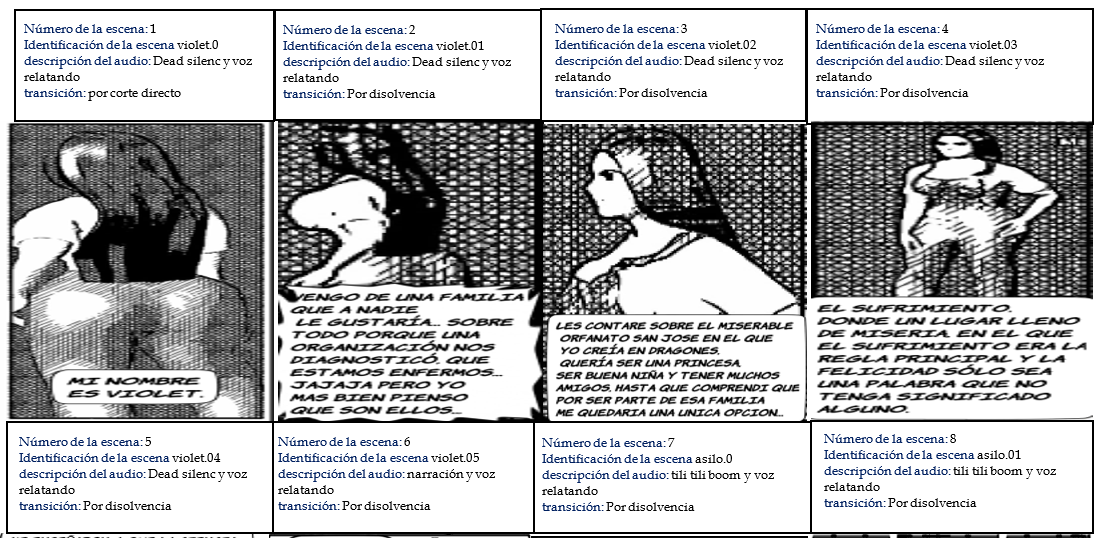 Número de la escena: 1
Identificación de la escena violet.0
descripción del audio: Dead silenc y voz
relatando
transición: por corte directo
Número de la escena: 2
Identificación de la escena violet.01
descripción del audio: Dead silenc y voz
relatando
transición: Por disolvencia
Número de la escena: 3
Identificación de la escena violet.02
descripción del audio: Dead silenc y voz
relatando
transición: Por disolvencia
Número de la escena: 4
Identificación de la escena violet.03
descripción del audio: Dead silenc y voz
relatando
transición: Por disolvencia
MI NOMBRE
ES VIOLET.
VENGO DE UNA FAMILIA
QUE A NADIE
LE GUSTARÍA... SOBRE
TODO PORQUE UNA
ORGANIZACIÓN NOS
DIAGNOSTICÓ, QUE
ESTAMOS ENFERMOS...
JAJAJA PERO YO
MAS BIEN PIENSO
QUE SON ELLOS...
LES CONTARE SOBRE EL MISERABLE
ORFANATO SAN JOSE EN EL QUE
YO CREÍA EN DRAGONES,
QUERÍA SER UNA PRINCESA,
SER BUENA NIÑA Y TENER MUCHOS
AMIGOS, HASTA QUE COMPRENDI QUE
POR SER PARTE DE ESA FAMILIA
ME QUEDARIA UNA UNICA OPCION...
EL SUFRIMIENTO.
DONDE UN LUGAR LLENO
DE MISERIA EN EL QUE
EL SUFRIMIENTO ERA LA
REGLA PRINCIPAL Y LA
FELICIDAD SÓLO SEA
UNA PALABRA QUE NO
TENGA SIGNIFICADO
ALGUNO.
Número de la escena: 5
Identificación de la escena violet.04
descripción del audio: Dead silenc y voz
relatando
transición: Por disolvencia
Número de la escena: 6
Identificación de la escena violet.05
descripción del audio: narración y voz
relatando
transición: Por disolvencia
Número de la escena: 7
Identificación de la escena asilo.0
descripción del audio: tili tili boom y voz
relatando
transición: Por disolvencia
Número de la escena: 8
Identificación de la escena asilo.01
descripción del audio: tili tili boom y voz
relatando
transición: Por disolvencia